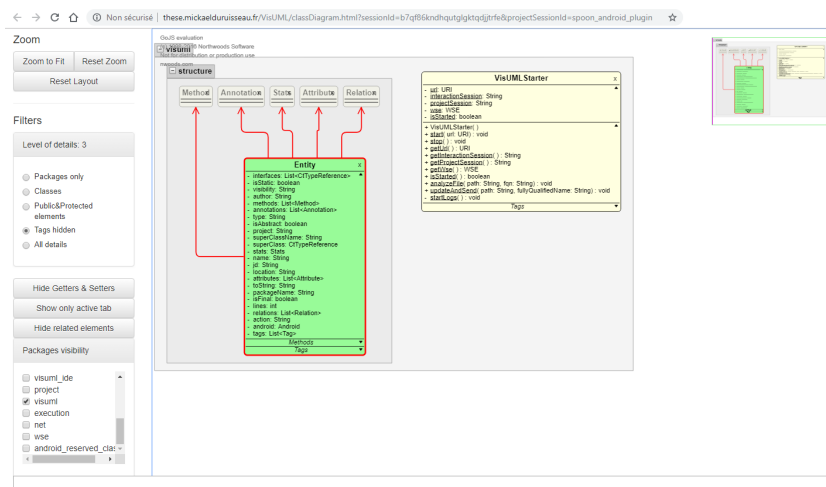 Non sécurisé | these.mickaelduruisseau.fr/VisUML/classDiagram.html?sessionId=b7qf86kndhqutglgktqdjjtrfe&projectSessionId=spoon_android_plugin
Zoom
Zoom to Fit
Reset Zoom
Reset Layout
Filters
Level of details: 3
Packages only
Classes
Public&Protected
elements
Tags hidden
All details
Hide Getters & Setters
Show only active tab
Hide related elements
Packages visibility
visuml_ide
project
visuml
execution
net
wse
android_reserved_clas
GoJS evaluation
Northwoods Software
Not for distribution or production use
nwoods.com
visuml
structure
Method
Annotation
Stats
Attribute
Relation
Entity x
- interfaces: List<CtTypeReference>
- isStatic: boolean
- visibility: String
- author: String
- methods: List<Method>
- annotations: List<Annotation>
- type: String
- isAbstract: boolean
- project: String
- superClassName: String
- superClass: CtTypeReference
- stats: Stats
- name: String
- jd: String
- location: String
- attributes: List<Attribute>
- toString: String
- packageName: String
- isFinal: boolean
- lines: int
- relations: List<Relation>
- action: String
- android: Android
- tags: List<Tag>
Methods
Tags
VisUMLStarter x
- url: URI
- interactionSession: String
- projectSession: String
- wse: WSE
- isStarted: boolean
+ VisUMLStarter( )
+ start( url: URI) : void
+ stop( ) : void
+ getUrl( ) : URI
+ getInteractionSession( ) : String
+ getProjectSession( ) : String
+ getWse( ) : WSE
+ isStarted( ) : boolean
+ analyzeFile( path: String, fqn: String) : void
+ updateAndSend( path: String, fullyQualifiedName: String) : void
- startLogs( ) : void
Tags